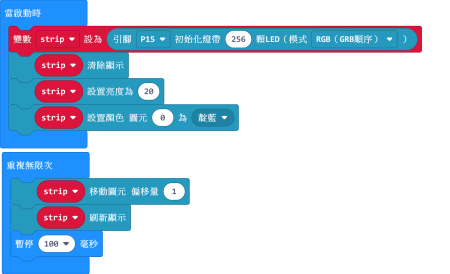 當啟動時
變數 strip 設為 引腳 P15 初始化燈帶 256 顆LED（模式 RGB（GRB順序） ）
strip 清除顯示
strip 設置亮度為 20
strip 設置顏色 圖元 0 為 靛藍
重複無限次
strip 移動圖元 偏移量 1
strip 刷新顯示
暫停 100 毫秒